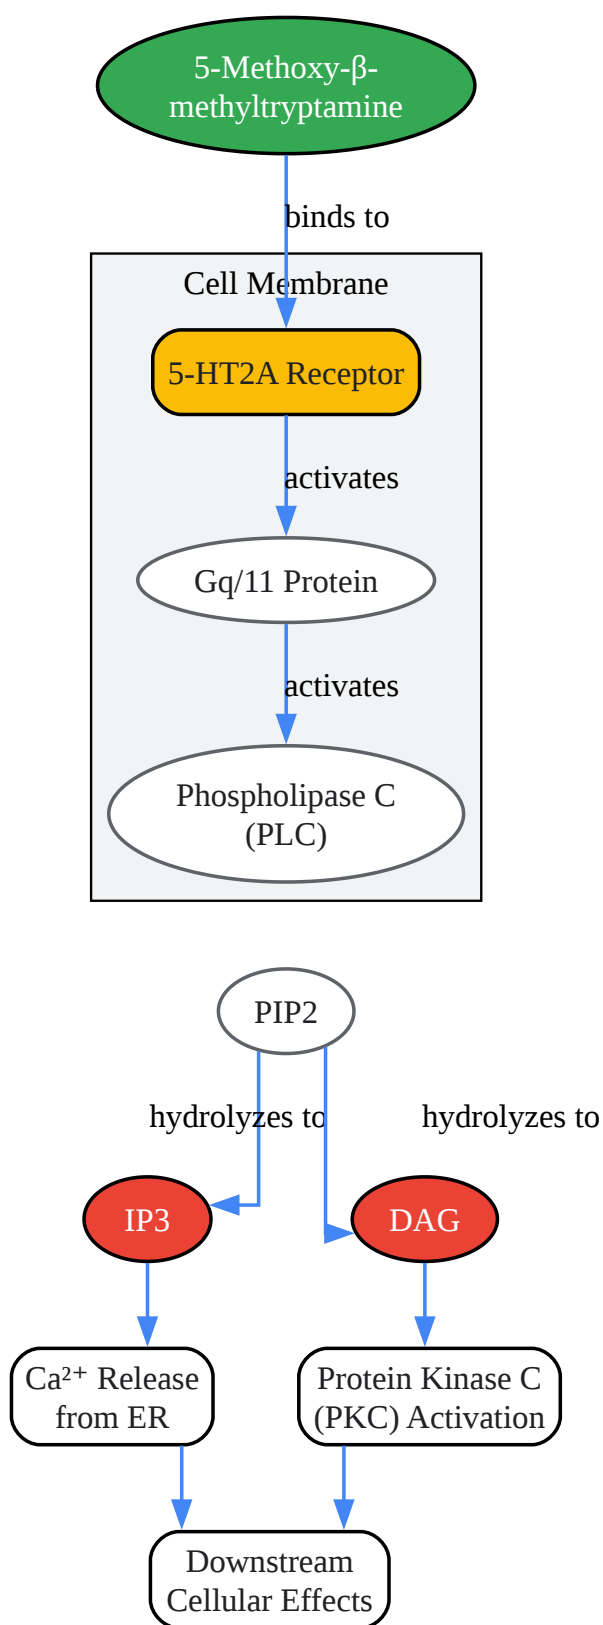 5-Methoxy-β-
methyltryptamine
binds to
Cell Membrane
5-HT2A Receptor
activates
Gq/11 Protein
activates
Phospholipase C
(PLC)
PIP2
hydrolyzes to
hydrolyzes to
IP3
DAG
Ca²⁺ Release
from ER
Protein Kinase C
(PKC) Activation
Downstream
Cellular Effects